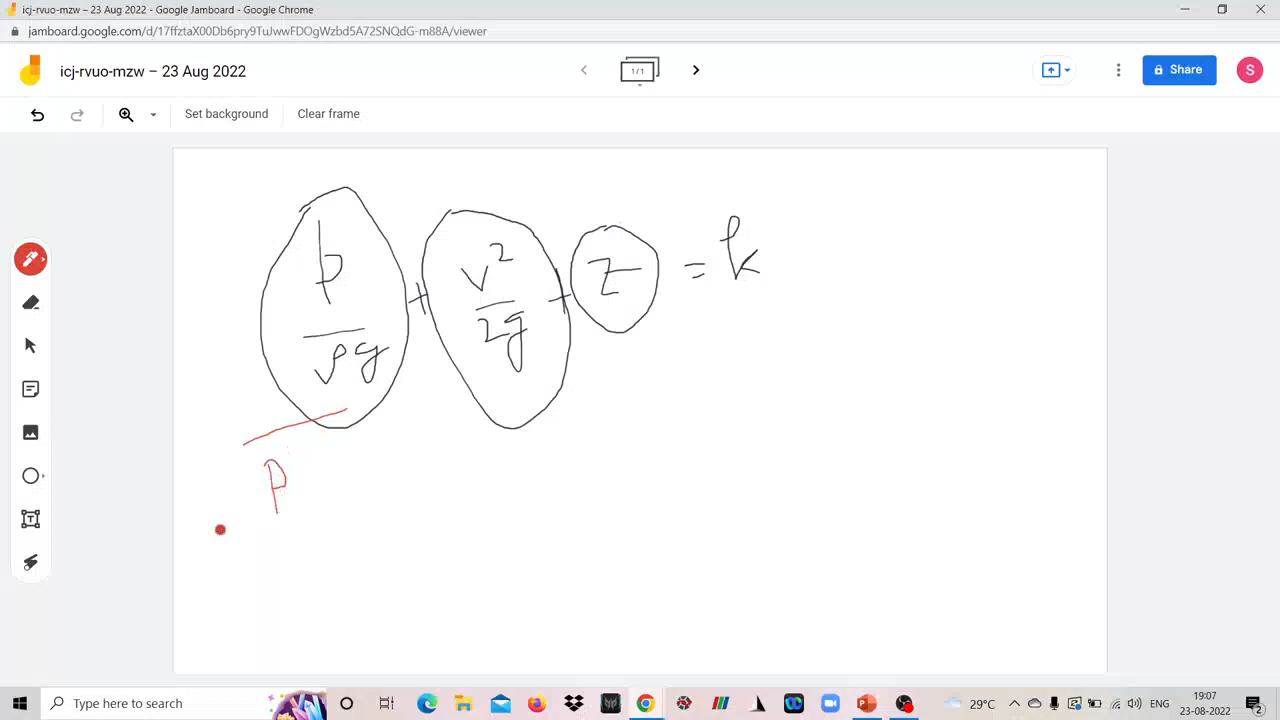 icj-rvuo-mzw – 23 Aug 2022 - Google Jamboard - Google Chrome
jamboard.google.com/d/17ffztaX00Db6pry9TuJwwFDOgWzbd5A72SNQdG-m88A/viewer
icj-rvuo-mzw – 23 Aug 2022
1/1
Share
S
Set background
Clear frame
p/ρg + v²/2g + z = k
P
Type here to search
29°C
ENG
19:07
23-08-2022
2